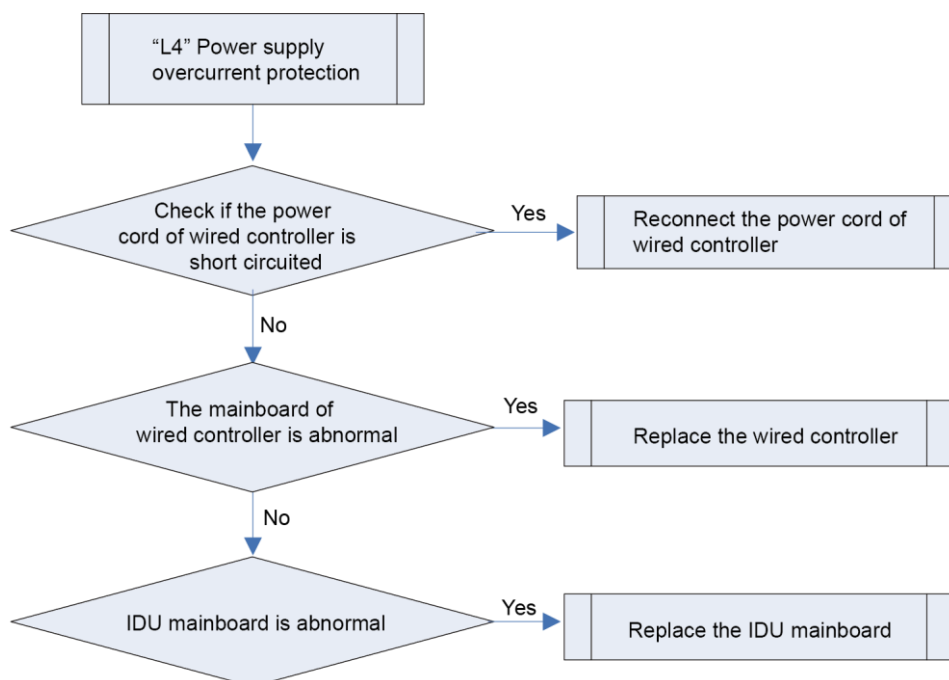 “L4” Power supply
overcurrent protection
Check if the power
cord of wired controller is
short circuited
Yes
Reconnect the power cord of
wired controller
No
The mainboard of
wired controller is abnormal
Yes
Replace the wired controller
No
IDU mainboard is abnormal
Yes
Replace the IDU mainboard